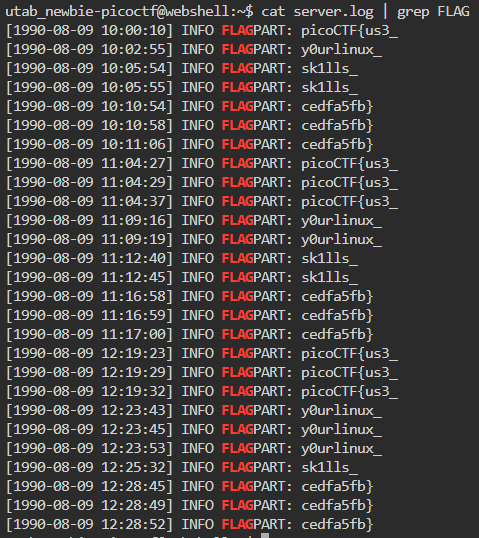 utab_newbie-picoctf@webshell:~$ cat server.log | grep FLAG
[1990-08-09 10:00:10] INFO FLAGPART: picoCTF{us3_
[1990-08-09 10:02:55] INFO FLAGPART: y0urlinux_
[1990-08-09 10:05:54] INFO FLAGPART: sk1lls_
[1990-08-09 10:05:55] INFO FLAGPART: sk1lls_
[1990-08-09 10:10:54] INFO FLAGPART: cedfa5fb}
[1990-08-09 10:10:58] INFO FLAGPART: cedfa5fb}
[1990-08-09 10:11:06] INFO FLAGPART: cedfa5fb}
[1990-08-09 11:04:27] INFO FLAGPART: picoCTF{us3_
[1990-08-09 11:04:29] INFO FLAGPART: picoCTF{us3_
[1990-08-09 11:04:37] INFO FLAGPART: picoCTF{us3_
[1990-08-09 11:09:16] INFO FLAGPART: y0urlinux_
[1990-08-09 11:09:19] INFO FLAGPART: y0urlinux_
[1990-08-09 11:12:40] INFO FLAGPART: sk1lls_
[1990-08-09 11:12:45] INFO FLAGPART: sk1lls_
[1990-08-09 11:16:58] INFO FLAGPART: cedfa5fb}
[1990-08-09 11:16:59] INFO FLAGPART: cedfa5fb}
[1990-08-09 11:17:00] INFO FLAGPART: cedfa5fb}
[1990-08-09 12:19:23] INFO FLAGPART: picoCTF{us3_
[1990-08-09 12:19:29] INFO FLAGPART: picoCTF{us3_
[1990-08-09 12:19:32] INFO FLAGPART: picoCTF{us3_
[1990-08-09 12:23:43] INFO FLAGPART: y0urlinux_
[1990-08-09 12:23:45] INFO FLAGPART: y0urlinux_
[1990-08-09 12:23:53] INFO FLAGPART: y0urlinux_
[1990-08-09 12:25:32] INFO FLAGPART: sk1lls_
[1990-08-09 12:28:45] INFO FLAGPART: cedfa5fb}
[1990-08-09 12:28:49] INFO FLAGPART: cedfa5fb}
[1990-08-09 12:28:52] INFO FLAGPART: cedfa5fb}